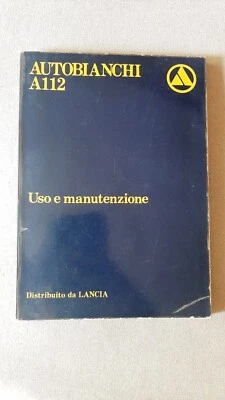 AUTOBIANCHI
A112
Uso e manutenzione
Distribuito da LANCIA